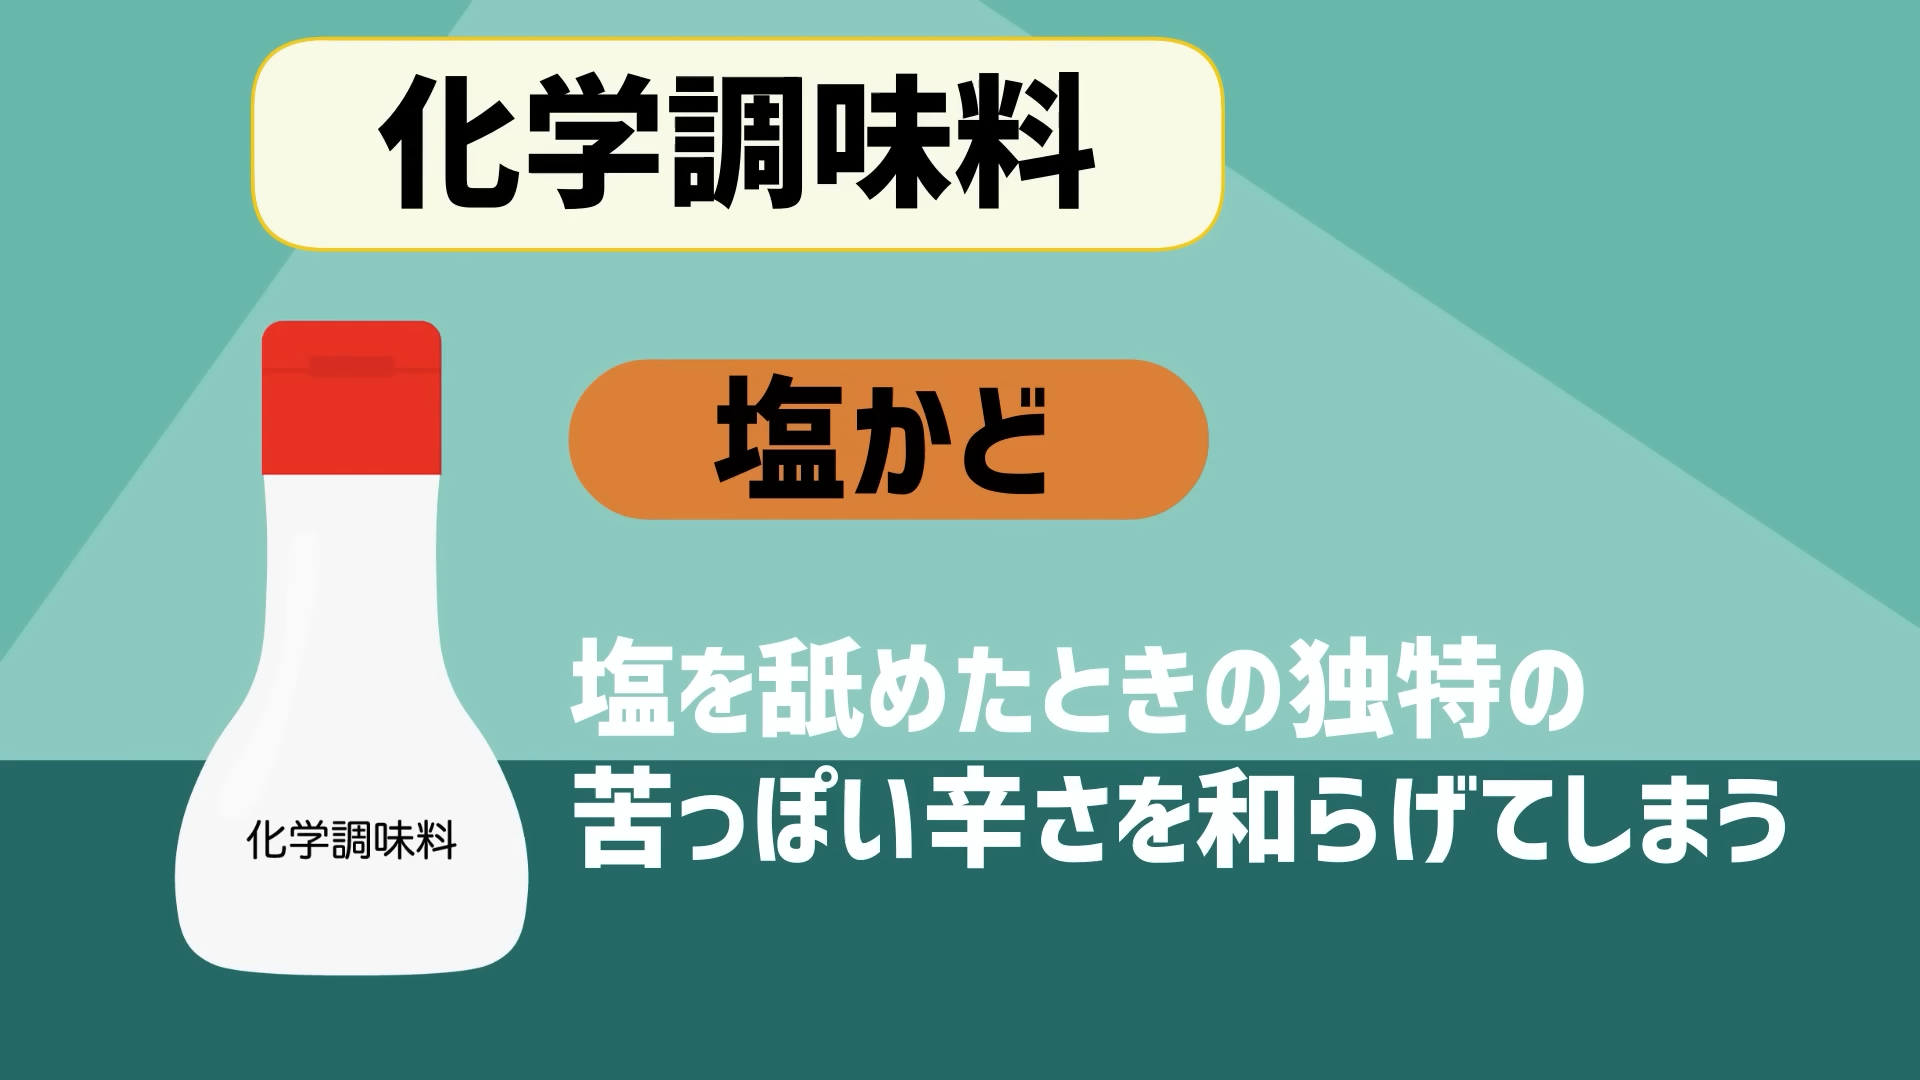 化学調味料
塩かど
塩を舐めたときの独特の
苦っぽい辛さを和らげてしまう
化学調味料